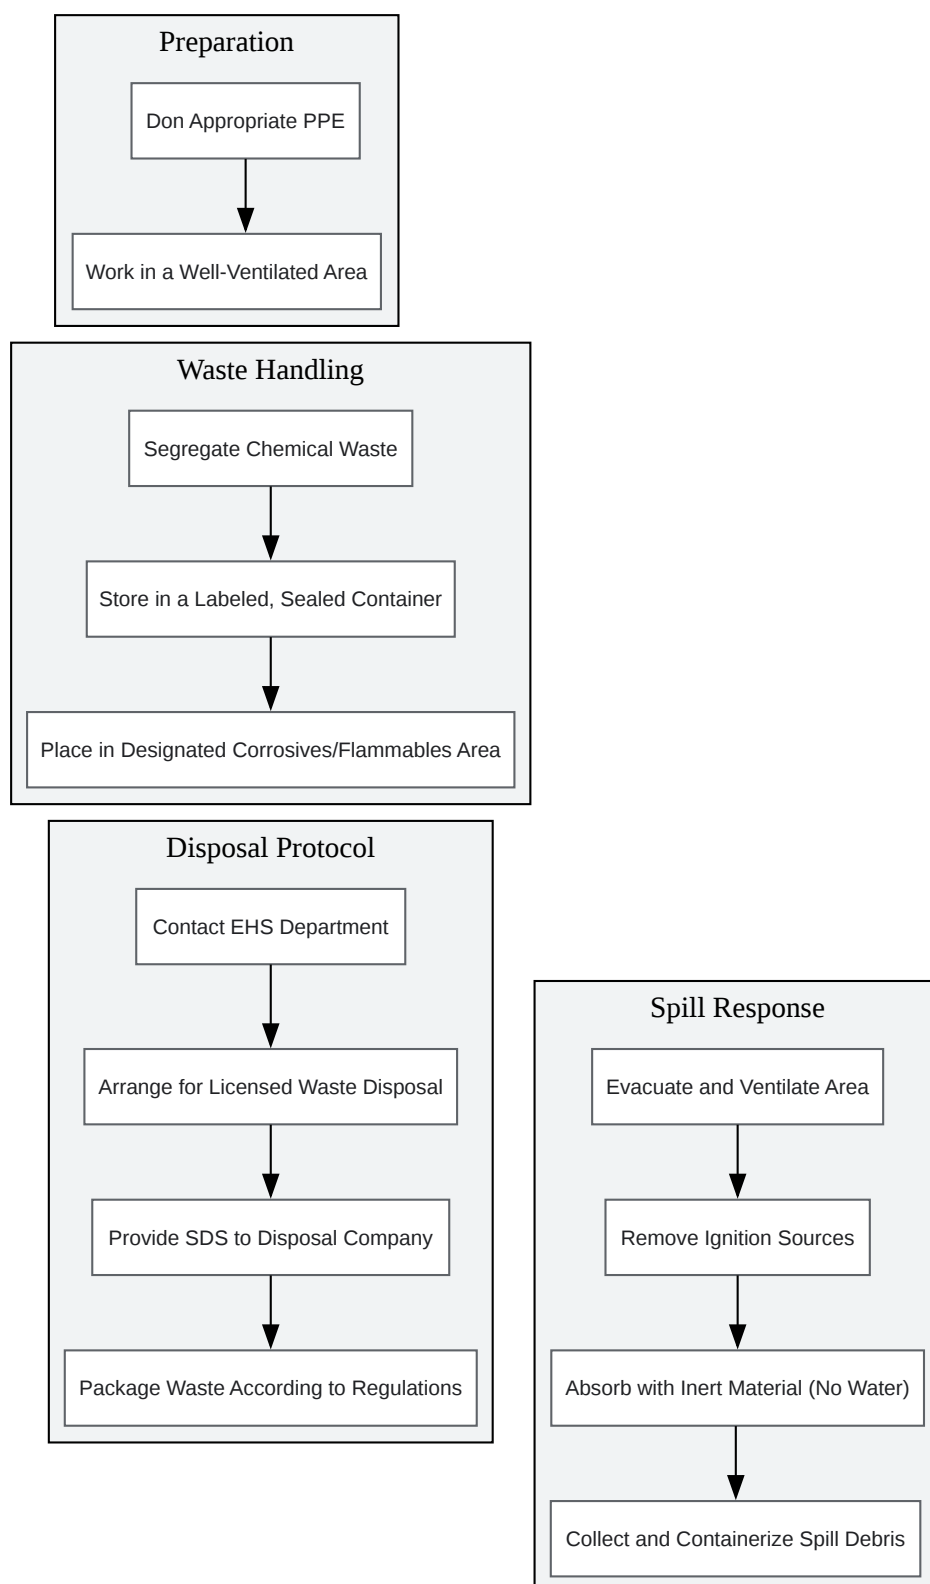 Preparation
Don Appropriate PPE
Work in a Well-Ventilated Area
Waste Handling
Segregate Chemical Waste
Store in a Labeled, Sealed Container
Place in Designated Corrosives/Flammables Area
Disposal Protocol
Contact EHS Department
Arrange for Licensed Waste Disposal
Provide SDS to Disposal Company
Package Waste According to Regulations
Spill Response
Evacuate and Ventilate Area
Remove Ignition Sources
Absorb with Inert Material (No Water)
Collect and Containerize Spill Debris